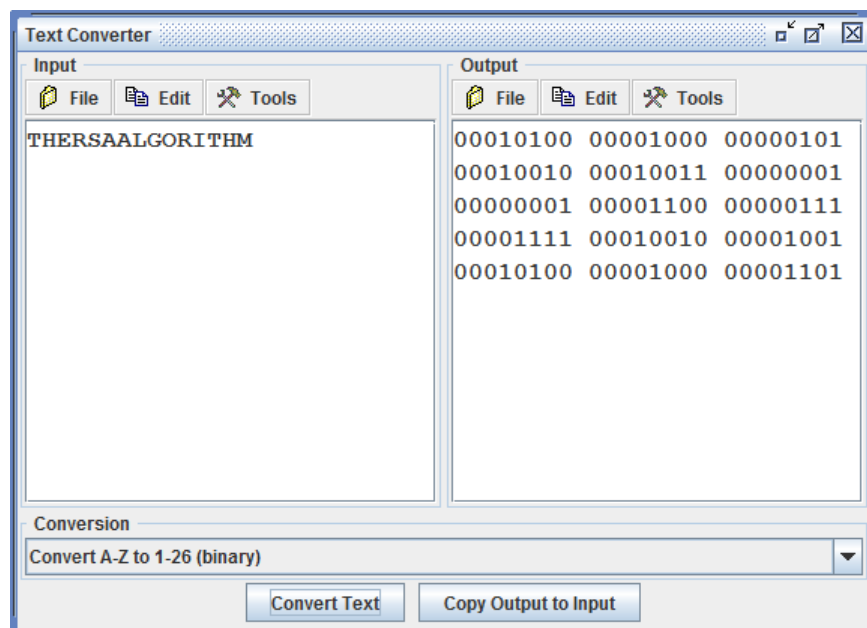 Text Converter
Input
File Edit Tools
THERSAALGORITHM
Output
File Edit Tools
00010100 00001000 00000101
00010010 00010011 00000001
00000001 00001100 00000111
00001111 00010010 00001001
00010100 00001000 00001101
Conversion
Convert A-Z to 1-26 (binary)
Convert Text Copy Output to Input